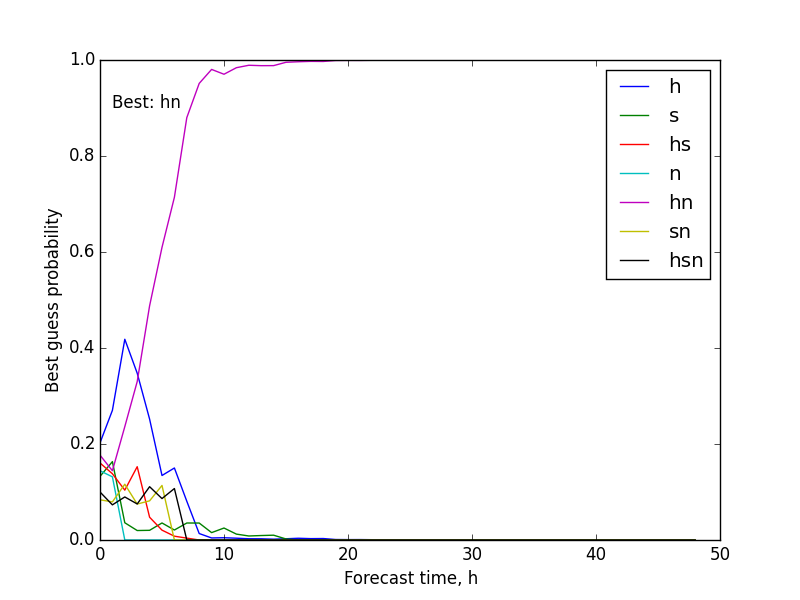 1.0
Best: hn
0.8
0.6
0.4
0.2
0.0
0 10 20 30 40 50
Forecast time, h
Best guess probability
h
s
hs
n
hn
sn
hsn